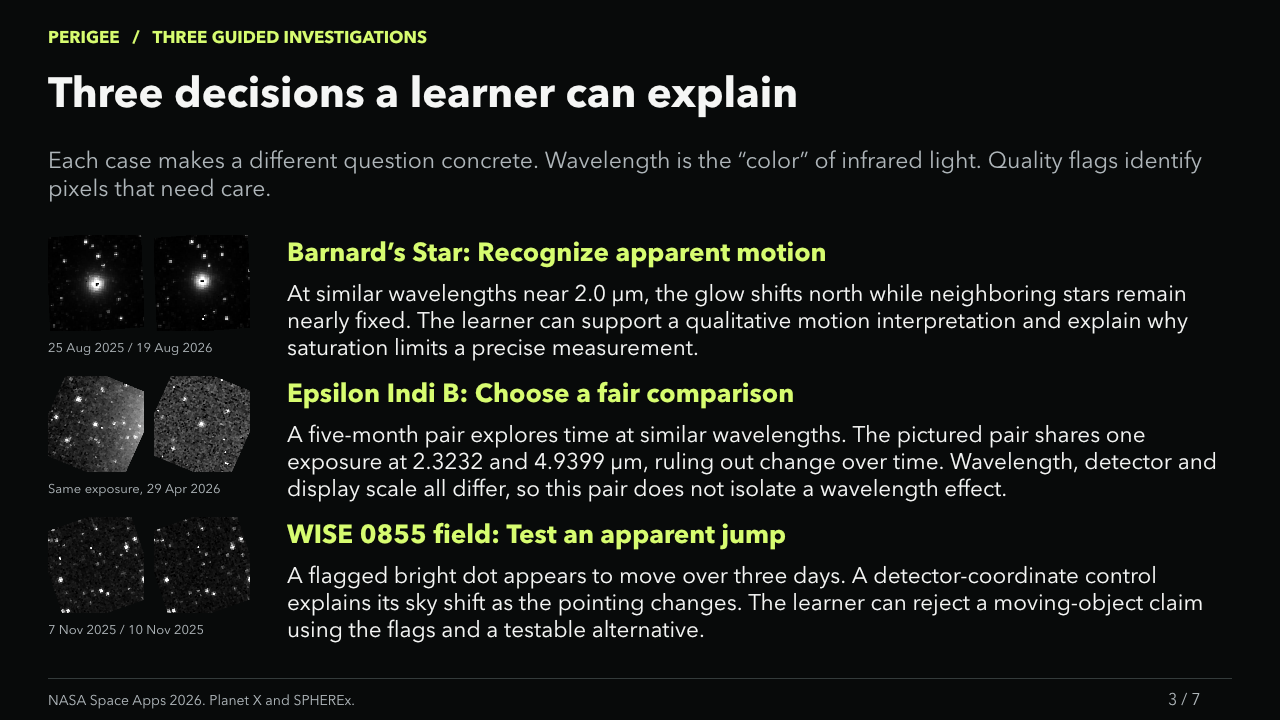 PERIGEE / THREE GUIDED INVESTIGATIONS
Three decisions a learner can explain
Each case makes a different question concrete. Wavelength is the “color” of infrared light. Quality flags identify
pixels that need care.
Barnard’s Star: Recognize apparent motion
At similar wavelengths near 2.0 µm, the glow shifts north while neighboring stars remain
nearly fixed. The learner can support a qualitative motion interpretation and explain why
saturation limits a precise measurement.
25 Aug 2025 / 19 Aug 2026
Epsilon Indi B: Choose a fair comparison
A five-month pair explores time at similar wavelengths. The pictured pair shares one
exposure at 2.3232 and 4.9399 µm, ruling out change over time. Wavelength, detector and
display scale all differ, so this pair does not isolate a wavelength effect.
Same exposure, 29 Apr 2026
WISE 0855 field: Test an apparent jump
A flagged bright dot appears to move over three days. A detector-coordinate control
explains its sky shift as the pointing changes. The learner can reject a moving-object claim
using the flags and a testable alternative.
7 Nov 2025 / 10 Nov 2025
NASA Space Apps 2026. Planet X and SPHEREx.
3 / 7